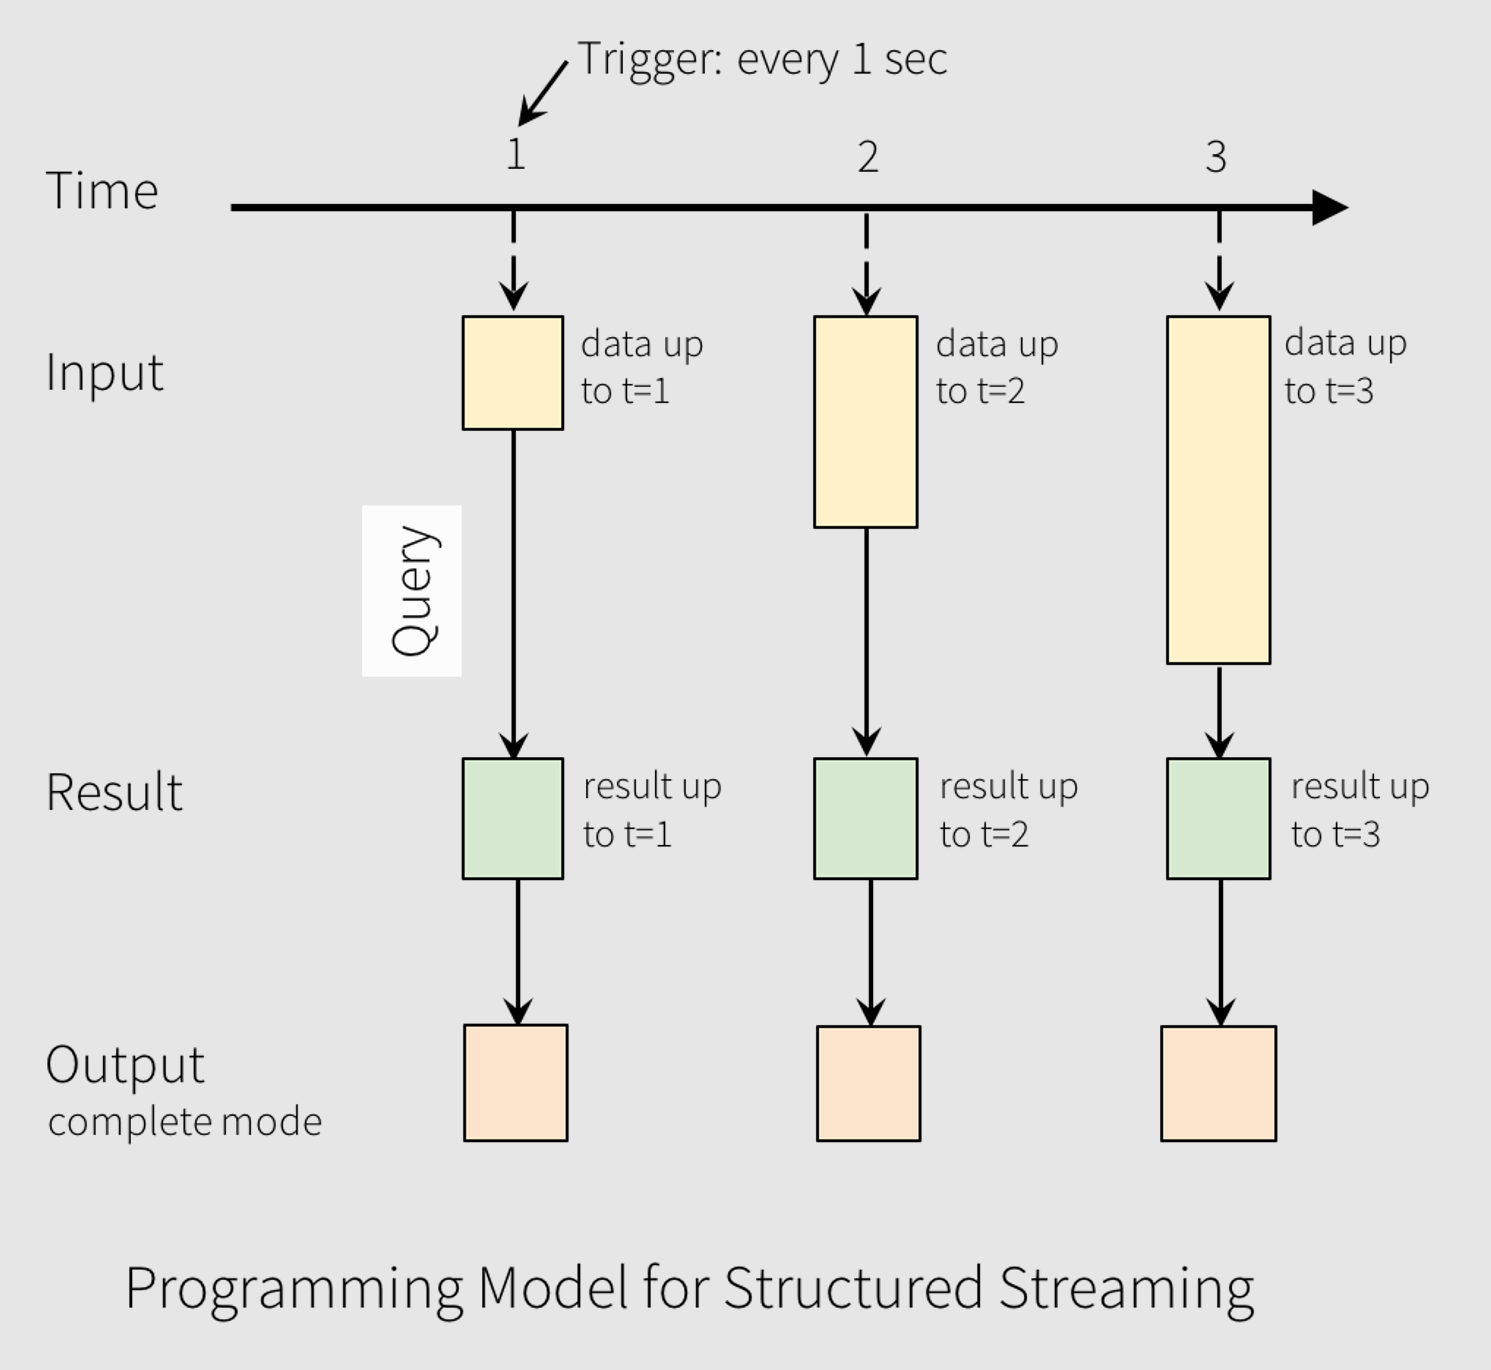 Trigger: every 1 sec
1
2
3
Time
Input
data up
to t=1
data up
to t=2
data up
to t=3
Query
Result
result up
to t=1
result up
to t=2
result up
to t=3
Output
complete mode
Programming Model for Structured Streaming